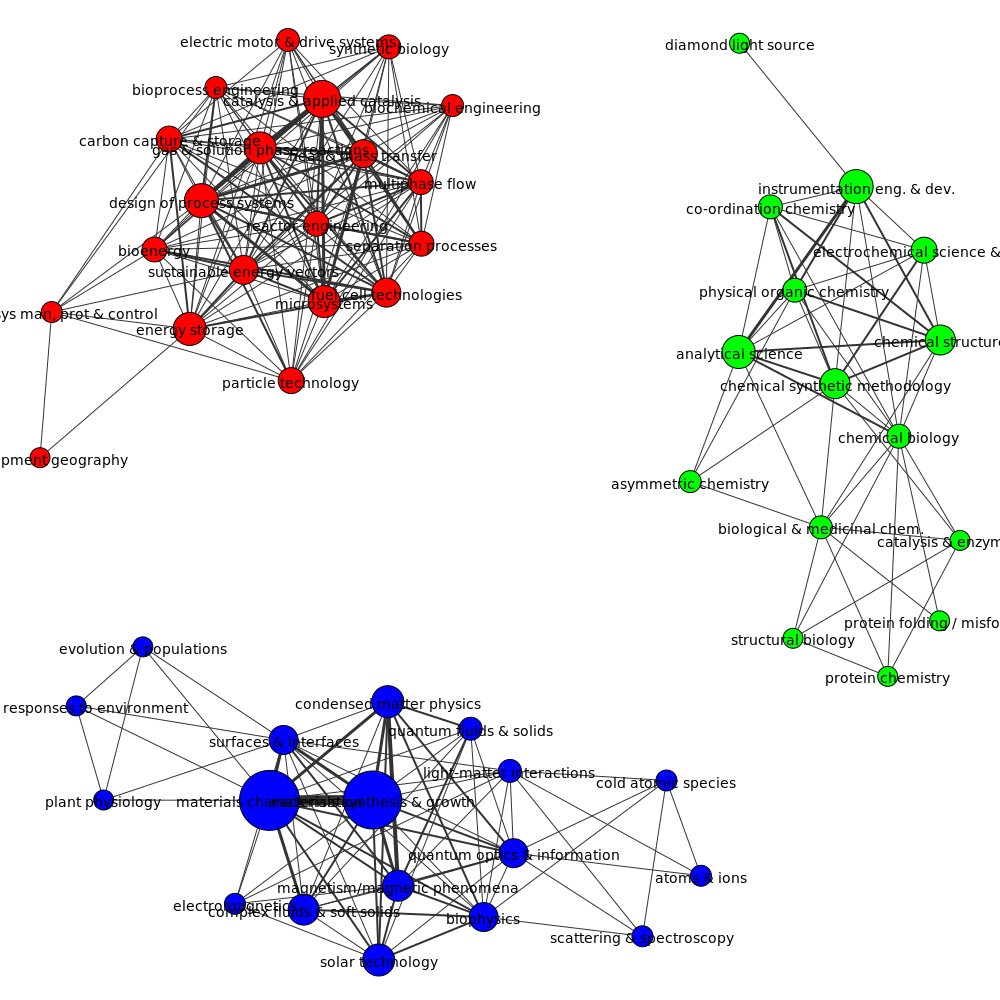 electric motor & drive systems
synthetic biology
bioprocess engineering
catalysis & applied catalysis
biochemical engineering
carbon capture & storage
gas & solution phase reactions
heat & mass transfer
multiphase flow
design of process systems
reactor engineering
separation processes
bioenergy
sustainable energy vectors
fuel cell technologies
microsystems
sys man, prot & control
energy storage
particle technology
pment geography
diamond light source
instrumentation eng. & dev.
co-ordination chemistry
electrochemical science &
physical organic chemistry
chemical structure
analytical science
chemical synthetic methodology
chemical biology
asymmetric chemistry
biological & medicinal chem.
catalysis & enzym
protein folding / misfo
structural biology
protein chemistry
evolution & populations
responses to environment
condensed matter physics
quantum fluids & solids
surfaces & interfaces
light-matter interactions
cold atomic species
plant physiology
materials characterisation
materials synthesis & growth
quantum optics & information
atoms & ions
magnetism/magnetic phenomena
electromagnetics
complex fluids & soft solids
biophysics
scattering & spectroscopy
solar technology